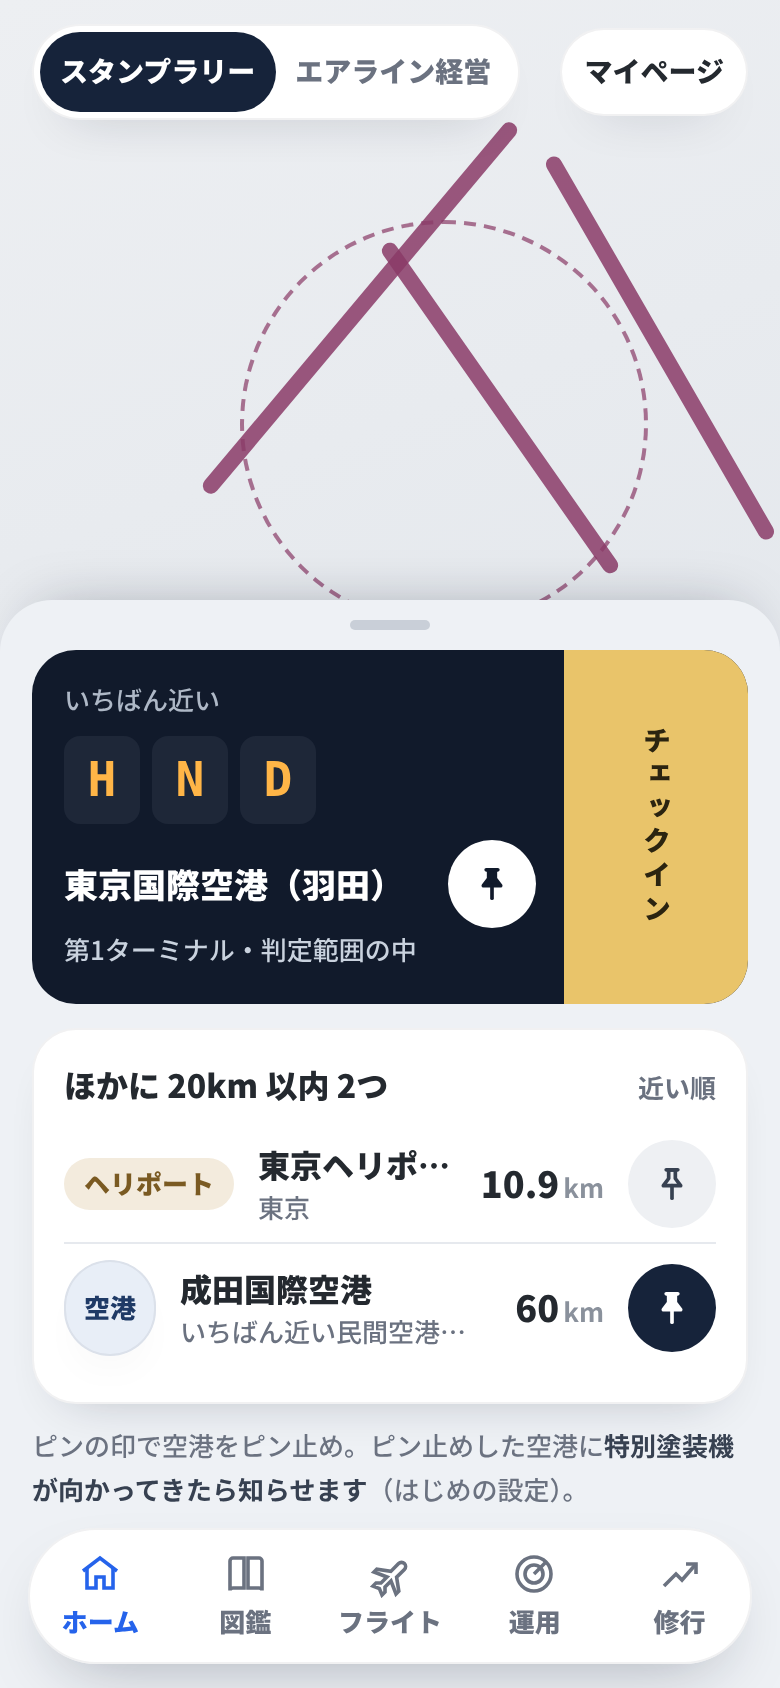 スタンプラリー
エアライン経営
マイページ
いちばん近い
HND
東京国際空港（羽田）
第1ターミナル・判定範囲の中
チェックイン
ほかに 20km 以内 2つ
近い順
ヘリポート
東京ヘリポ…
東京
10.9 km
空港
成田国際空港
いちばん近い民間空港…
60 km
ピンの印で空港をピン止め。ピン止めした空港に特別塗装機
が向かってきたら知らせます（はじめの設定）。
ホーム
図鑑
フライト
運用
修行